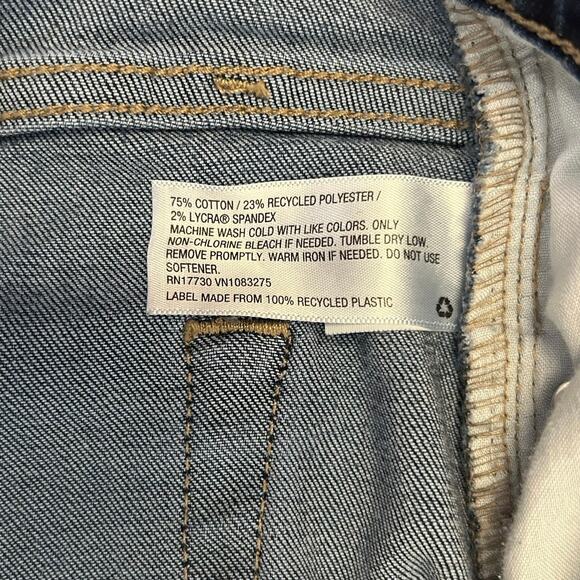 75% COTTON / 23% RECYCLED POLYESTER /
2% LYCRA® SPANDEX
MACHINE WASH COLD WITH LIKE COLORS. ONLY
NON-CHLORINE BLEACH IF NEEDED. TUMBLE DRY LOW.
REMOVE PROMPTLY. WARM IRON IF NEEDED. DO NOT USE
SOFTENER.
RN17730 VN1083275
LABEL MADE FROM 100% RECYCLED PLASTIC